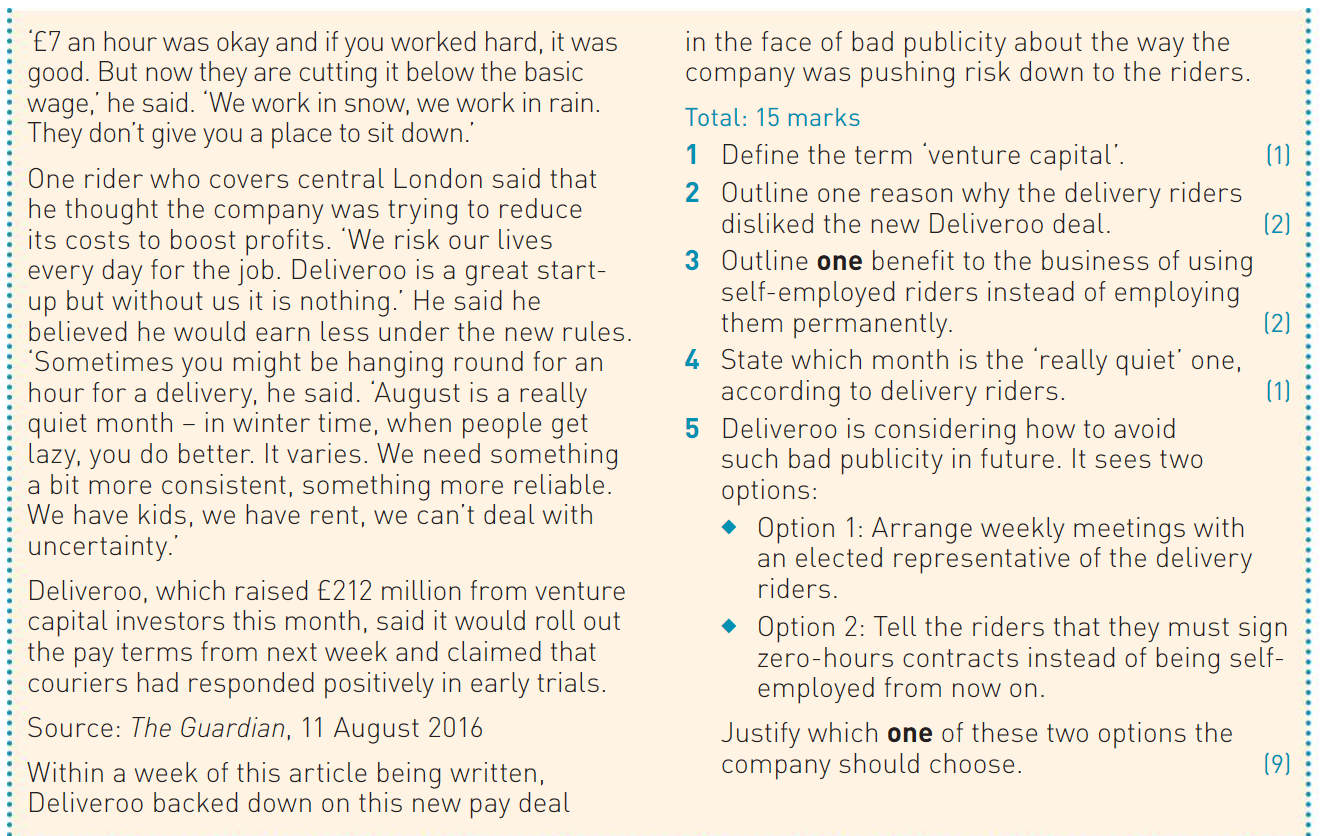 ‘£7 an hour was okay and if you worked hard, it was
good. But now they are cutting it below the basic
wage,’ he said. ‘We work in snow, we work in rain.
They don’t give you a place to sit down.’
One rider who covers central London said that
he thought the company was trying to reduce
its costs to boost profits. ‘We risk our lives
every day for the job. Deliveroo is a great start-
up but without us it is nothing.’ He said he
believed he would earn less under the new rules.
‘Sometimes you might be hanging round for an
hour for a delivery, he said. ‘August is a really
quiet month – in winter time, when people get
lazy, you do better. It varies. We need something
a bit more consistent, something more reliable.
We have kids, we have rent, we can’t deal with
uncertainty.’
Deliveroo, which raised £212 million from venture
capital investors this month, said it would roll out
the pay terms from next week and claimed that
couriers had responded positively in early trials.
Source: The Guardian, 11 August 2016
Within a week of this article being written,
Deliveroo backed down on this new pay deal
in the face of bad publicity about the way the
company was pushing risk down to the riders.
Total: 15 marks
1 Define the term ‘venture capital’. (1)
2 Outline one reason why the delivery riders
disliked the new Deliveroo deal. (2)
3 Outline one benefit to the business of using
self-employed riders instead of employing
them permanently. (2)
4 State which month is the ‘really quiet’ one,
according to delivery riders. (1)
5 Deliveroo is considering how to avoid
such bad publicity in future. It sees two
options:
◆ Option 1: Arrange weekly meetings with
an elected representative of the delivery
riders.
◆ Option 2: Tell the riders that they must sign
zero-hours contracts instead of being self-
employed from now on.
Justify which one of these two options the
company should choose. (9)